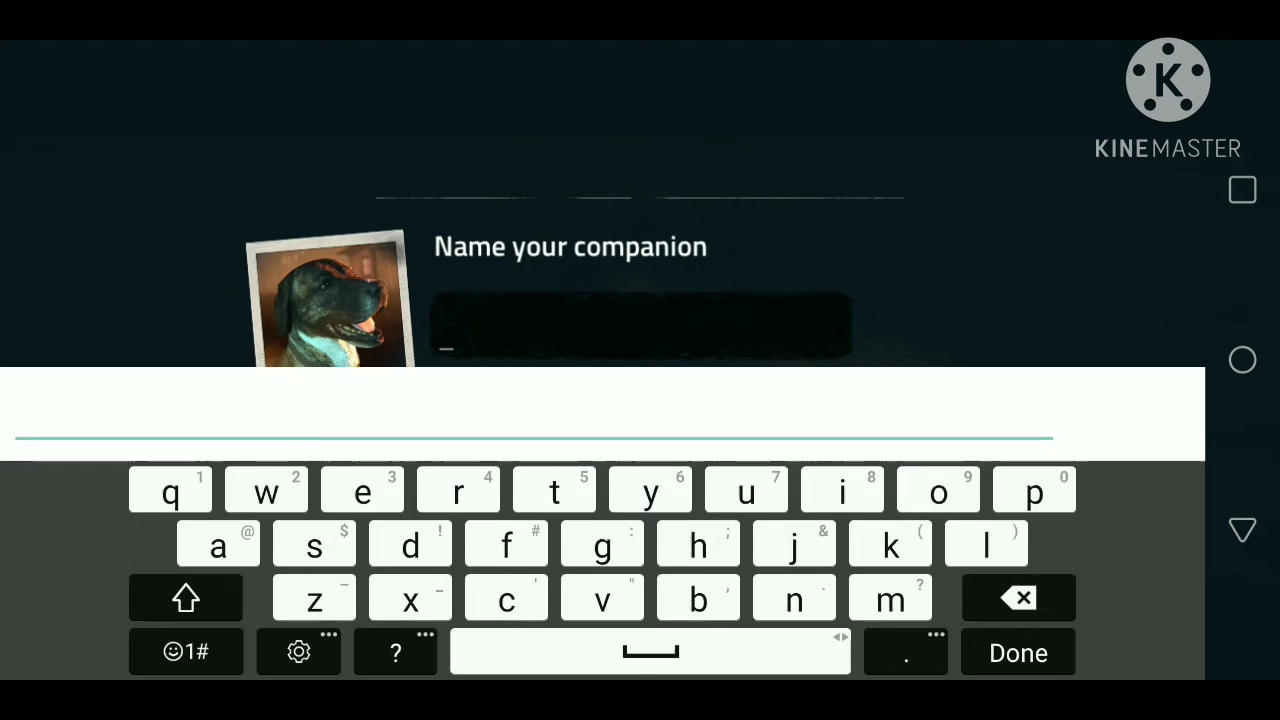 K
KINEMASTER
Name your companion
_
q 1 w 2 e 3 r 4 t 5 y 6 u 7 i 8 o 9 p 0
a @ s $ d ! f # g : h ; j & k ( l )
z – x _ c ' v " b , n . m ?
1# ? . Done